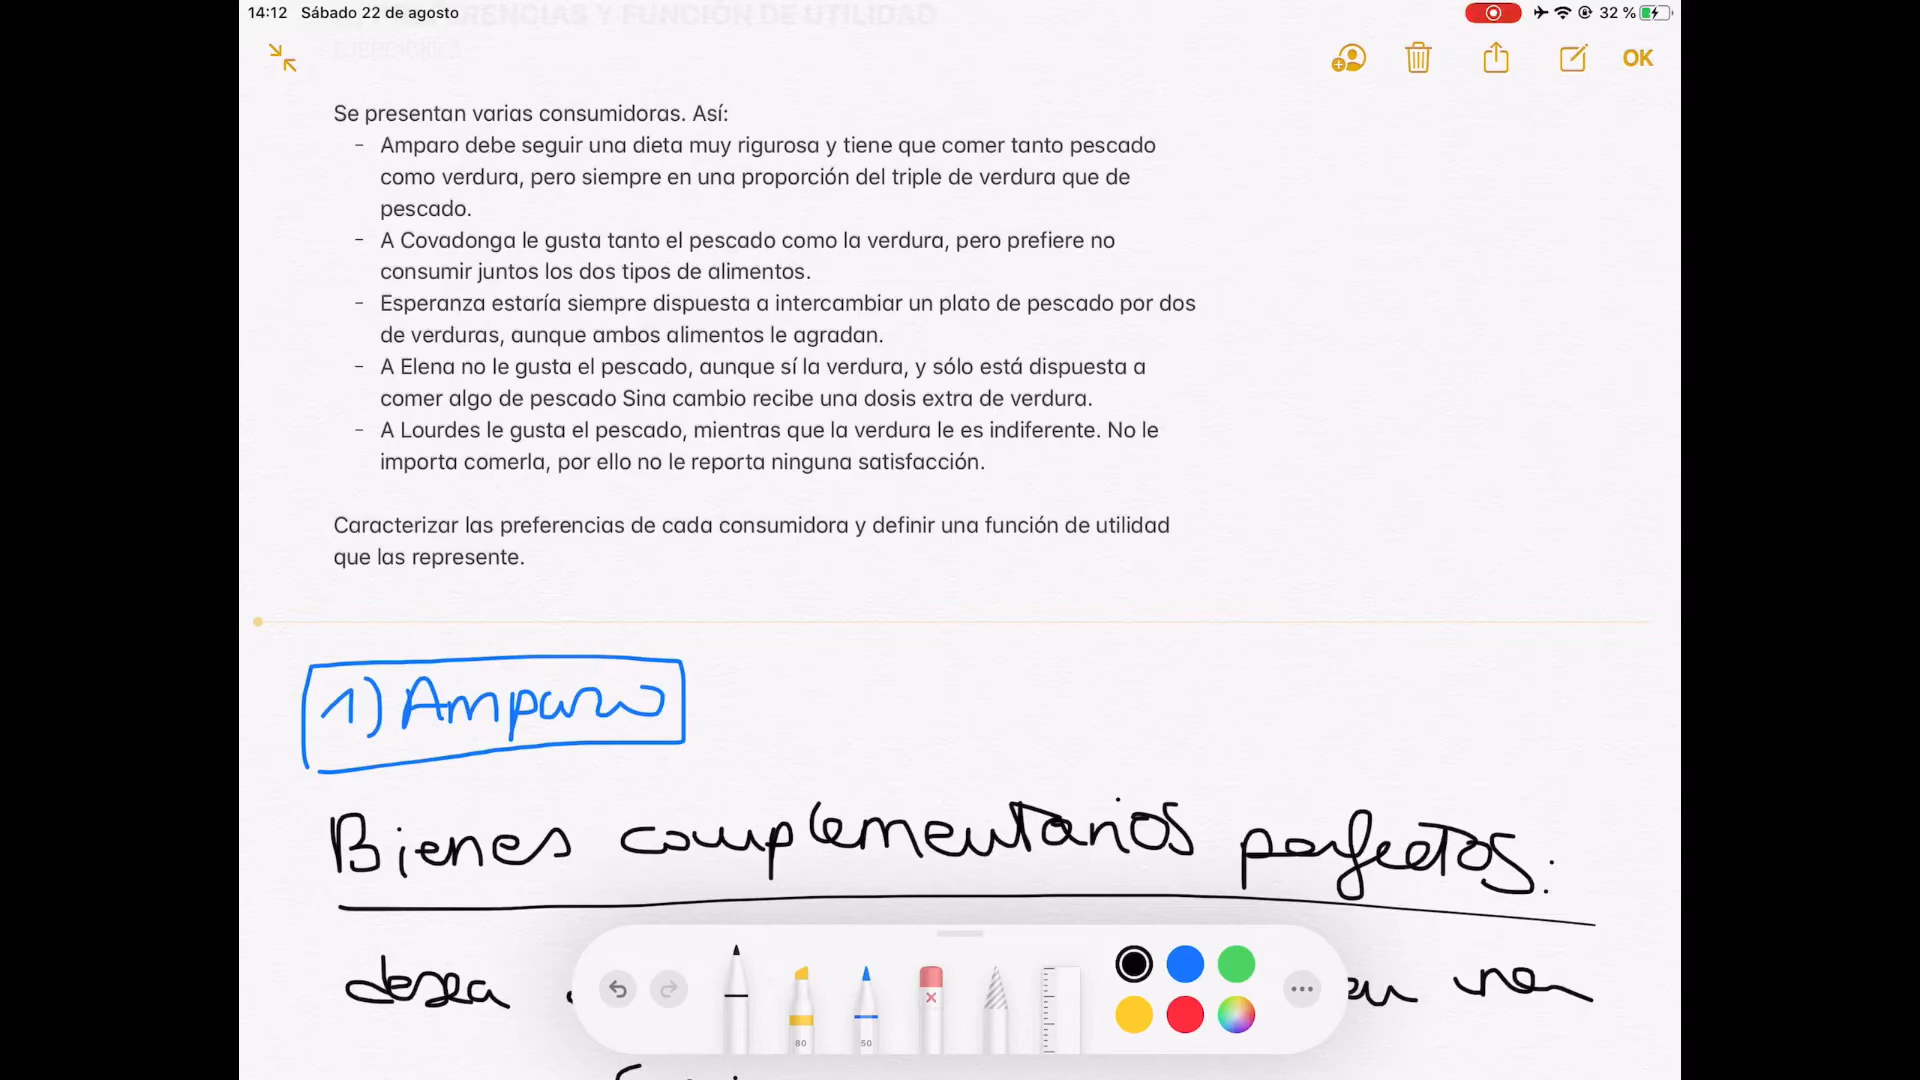 14:12 Sábado 22 de agosto
32 %
RENCIAS Y FUNCIÓN DE UTILIDAD
OK
Se presentan varias consumidoras. Así:
- Amparo debe seguir una dieta muy rigurosa y tiene que comer tanto pescado
como verdura, pero siempre en una proporción del triple de verdura que de
pescado.
- A Covadonga le gusta tanto el pescado como la verdura, pero prefiere no
consumir juntos los dos tipos de alimentos.
- Esperanza estaría siempre dispuesta a intercambiar un plato de pescado por dos
de verduras, aunque ambos alimentos le agradan.
- A Elena no le gusta el pescado, aunque sí la verdura, y sólo está dispuesta a
comer algo de pescado Sina cambio recibe una dosis extra de verdura.
- A Lourdes le gusta el pescado, mientras que la verdura le es indiferente. No le
importa comerla, por ello no le reporta ninguna satisfacción.
Caracterizar las preferencias de cada consumidora y definir una función de utilidad
que las represente.
1) Amparo
Bienes complementarios perfectos:
desea
80
50